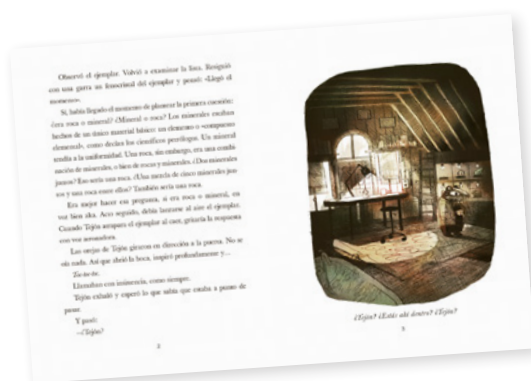 Observó el ejemplar. Volvió a examinar la foto. Rasguñó
con una garra un fenocristal del ejemplar y pensó: «Llegó el
momento».
Sí, había llegado el momento de plantear la primera cuestión:
¿era roca o mineral? ¿Mineral o roca? Los minerales estaban
hechos de un único material básico: un elemento o «compuesto
elemental», como decían los científicos Un mineral
tendía a la uniformidad. Una roca, sin embargo, era una combi-
nación de minerales, o bien de rocas y minerales. ¿Dos minerales
juntos? Eso sería una roca. ¿Una mezcla de cinco minerales jun-
tos y una roca entre ellos? También sería una roca.
Era mejor hacer esa pregunta, si era roca o mineral, en
voz bien alta. Acto seguido, debía lanzarse al aire el ejemplar.
Cuando Tejón atrapara el ejemplar al caer, gritaría la respuesta
con voz atronadora.
Las orejas de Tejón giraron en dirección a la puerta. No se
oía nada. Así que abrió la boca, inspiró profundamente y...
Toc-toc-toc.
Llamaban con insistencia, como siempre.
Tejón exhaló y esperó lo que sabía que estaba a punto de
pasar.
Y pasó:
—¿Tejón?
2
¿Tejón? ¿Estás ahí dentro? ¿Tejón?
3